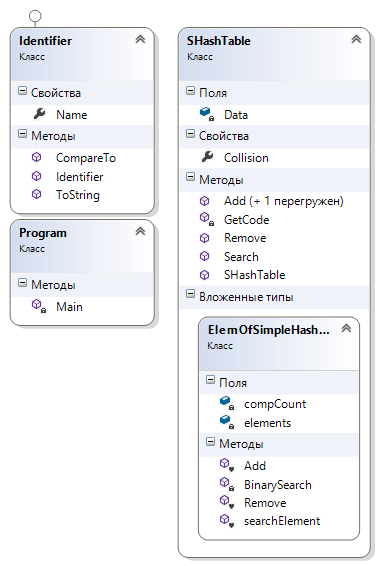 Identifier
Класс
Свойства
Name
Методы
CompareTo
Identifier
ToString
Program
Класс
Методы
Main
SHashTable
Класс
Поля
Data
Свойства
Collision
Методы
Add (+ 1 перегружен)
GetCode
Remove
Search
SHashTable
Вложенные типы
ElemOfSimpleHash...
Класс
Поля
compCount
elements
Методы
Add
BinarySearch
Remove
searchElement